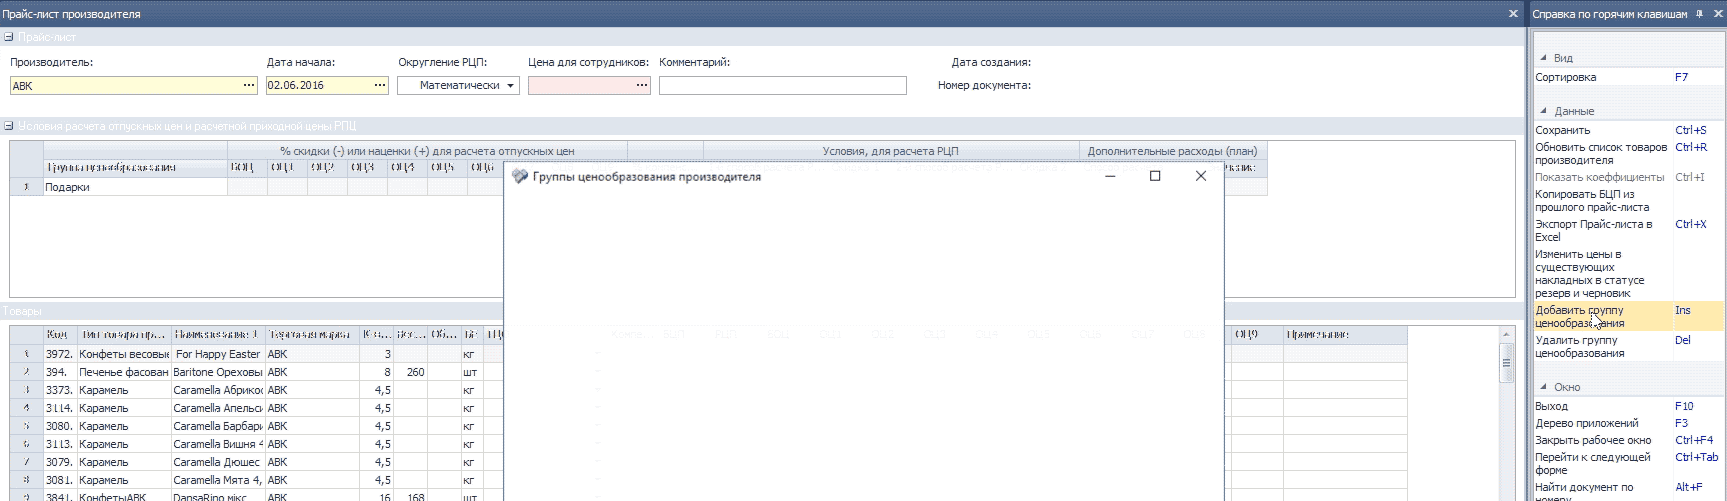 Прайс-лист производителя
Справка по горячим клавишам
Прайс-лист
Производитель: Дата начала: Округление РЦП: Цена для сотрудников: Комментарий: Дата создания:
АВК ... 02.06.2016 ... Математически ... Номер документа:
Условия расчета отпускных цен и расчетной приходной цены РПЦ
% скидки (-) или наценки (+) для расчета отпускных цен Условия, для расчета РЦП Дополнительные расходы (план)
Группа ценообразования БОЦ ОЦ1 ОЦ2 ОЦ3 ОЦ4 ОЦ5 ОЦ6
1 Подарки
Группы ценообразования производителя
Товары
Код Тип товара пр... Наименование 1 Торговая марка К в... Вес... Об... Бе ОЦ9 Примечание
1 3972. Конфеты весовые For Happy Easter АВК 3 кг
2 394. Печенье фасован Baritone Ореховы АВК 8 260 шт
3 3373. Карамель Caramella Абрикос АВК 4,5 кг
4 3114. Карамель Caramella Апельси АВК 4,5 кг
5 3080. Карамель Caramella Барбари АВК 4,5 кг
6 3113. Карамель Caramella Вишня 4 АВК 4,5 кг
7 3079. Карамель Caramella Дюшес АВК 4,5 кг
8 3081. Карамель Caramella Мята 4, АВК 4,5 кг
9 3841. КонфетыАВК DansaRino мікс АВК 16 168 шт
Вид
Сортировка F7
Данные
Сохранить Ctrl+S
Обновить список товаров Ctrl+R
производителя
Показать коэффициенты Ctrl+I
Копировать БЦП из
прошлого прайс-листа
Экспорт Прайс-листа в Ctrl+X
Excel
Изменить цены в
существующих
накладных в статусе
резерв и черновик
Добавить группу Ins
ценообразования
Удалить группу Del
ценообразования
Окно
Выход F10
Дерево приложений F3
Закрыть рабочее окно Ctrl+F4
Перейти к следующей Ctrl+Tab
форме
Найти документ по Alt+F
номеру